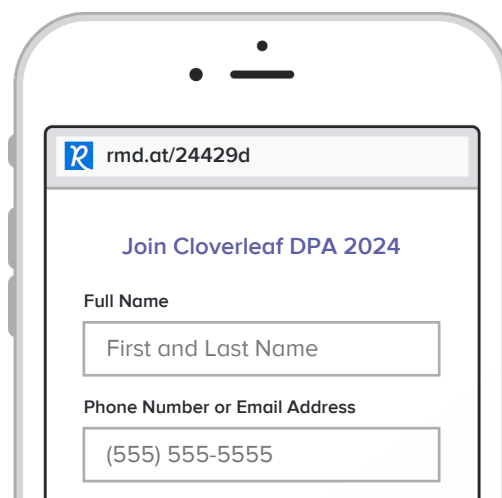 rmd.at/24429d
Join Cloverleaf DPA 2024
Full Name
First and Last Name
Phone Number or Email Address
(555) 555-5555